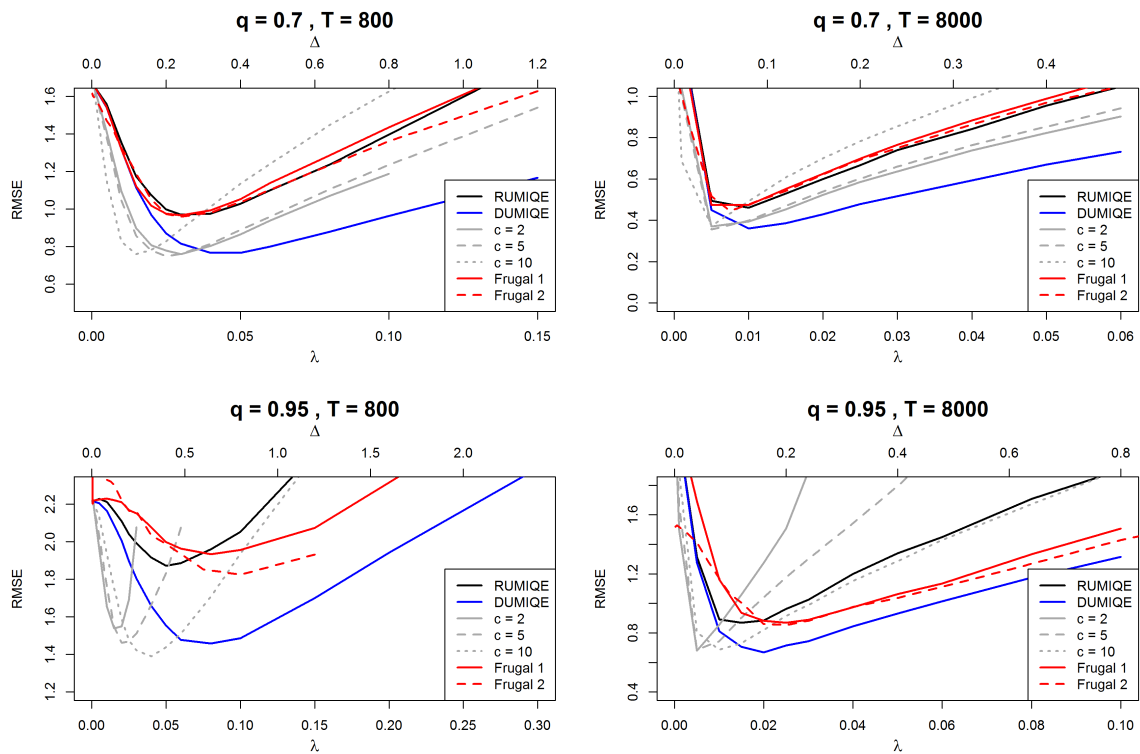 q = 0.7 , T = 800
Δ
0.0 0.2 0.4 0.6 0.8 1.0 1.2
RMSE
1.6
1.4
1.2
1.0
0.8
0.6
RUMIQE
DUMIQE
c = 2
c = 5
c = 10
Frugal 1
Frugal 2
0.00 0.05 0.10 0.15
λ
q = 0.7 , T = 8000
Δ
0.0 0.1 0.2 0.3 0.4
RMSE
1.0
0.8
0.6
0.4
0.2
0.0
RUMIQE
DUMIQE
c = 2
c = 5
c = 10
Frugal 1
Frugal 2
0.00 0.01 0.02 0.03 0.04 0.05 0.06
λ
q = 0.95 , T = 800
Δ
0.0 0.5 1.0 1.5 2.0
RMSE
2.2
2.0
1.8
1.6
1.4
1.2
RUMIQE
DUMIQE
c = 2
c = 5
c = 10
Frugal 1
Frugal 2
0.00 0.05 0.10 0.15 0.20 0.25 0.30
λ
q = 0.95 , T = 8000
Δ
0.0 0.2 0.4 0.6 0.8
RMSE
1.6
1.2
0.8
0.4
RUMIQE
DUMIQE
c = 2
c = 5
c = 10
Frugal 1
Frugal 2
0.00 0.02 0.04 0.06 0.08 0.10
λ